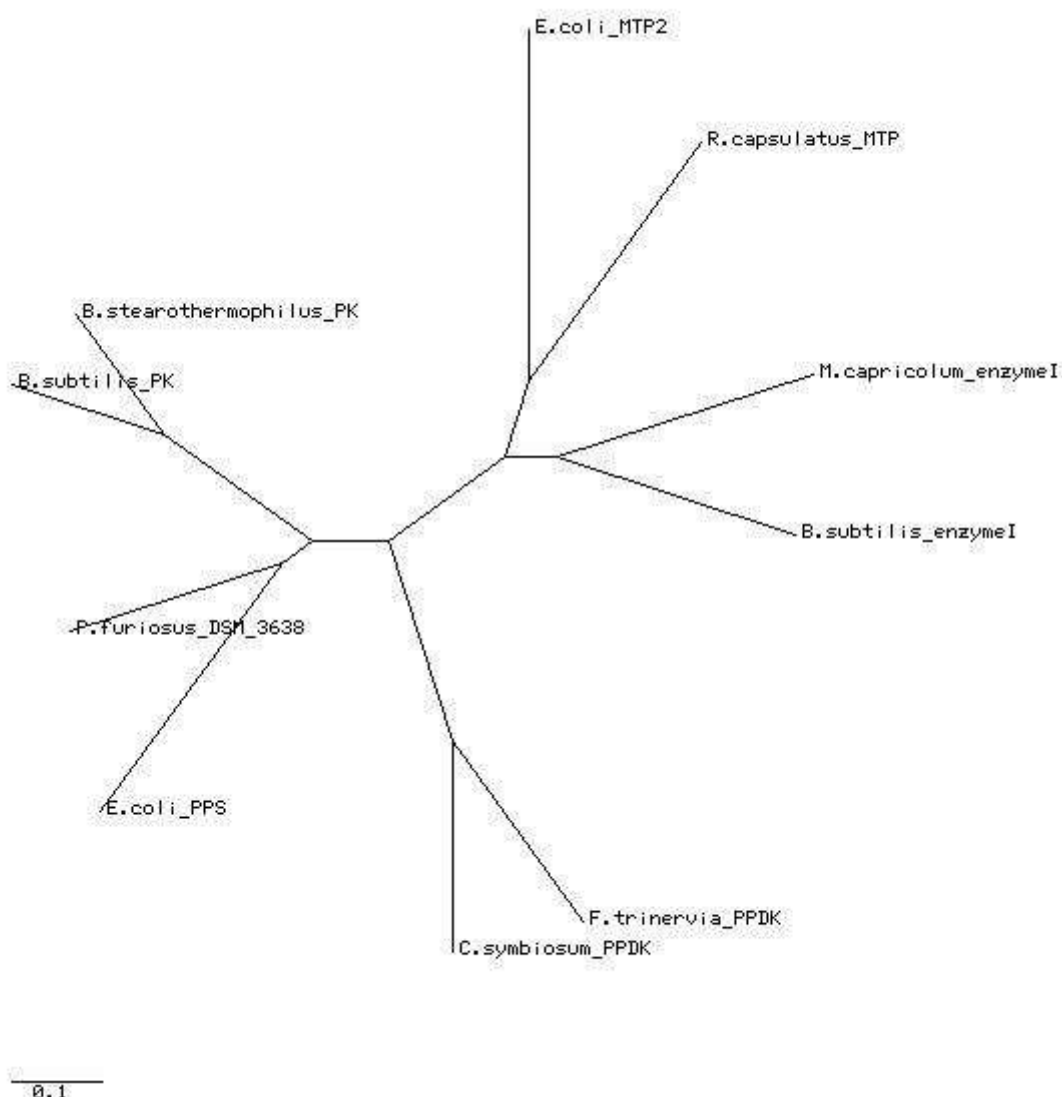 E.coli_MTP2
R.capsulatus_MTP
B.stearothermophilus_PK
M.capricolum_enzymeI
B.subtilis_PK
B.subtilis_enzymeI
P.furiosus_DSM_3638
E.coli_PPS
F.trinervia_PPDK
C.symbiosum_PPDK
0.1